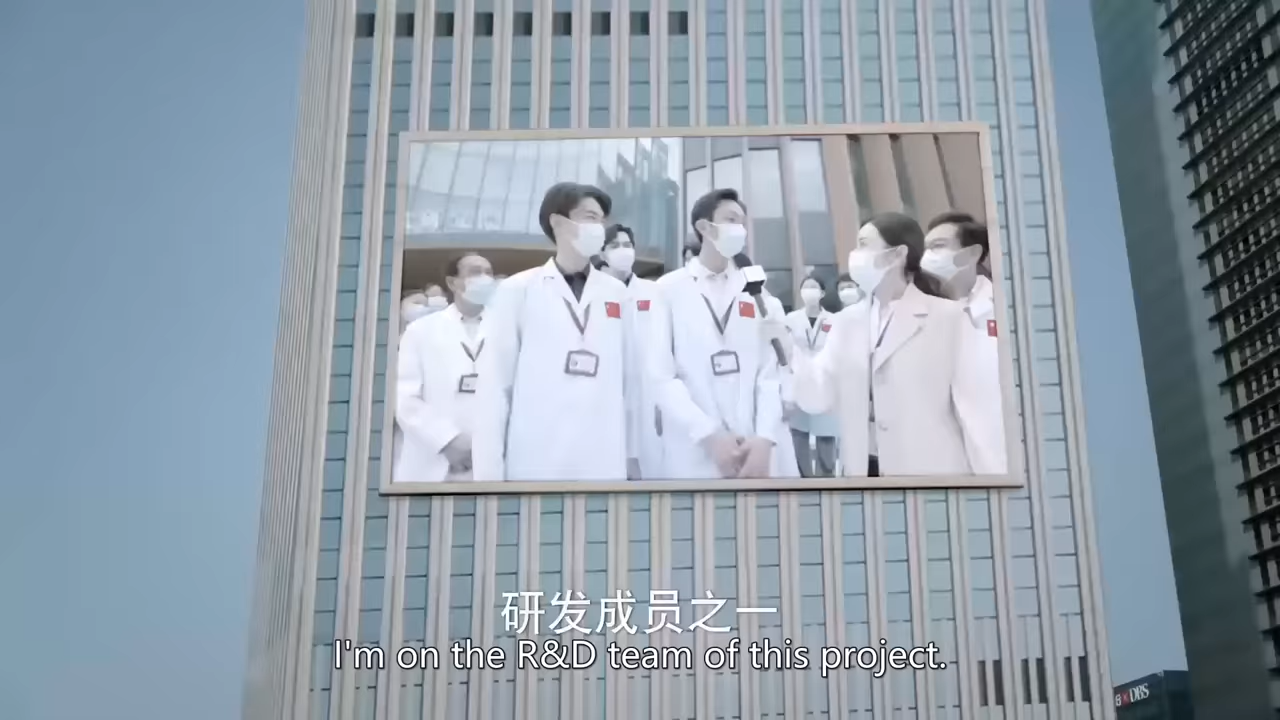 研发成员之一
I'm on the R&D team of this project.
DBS